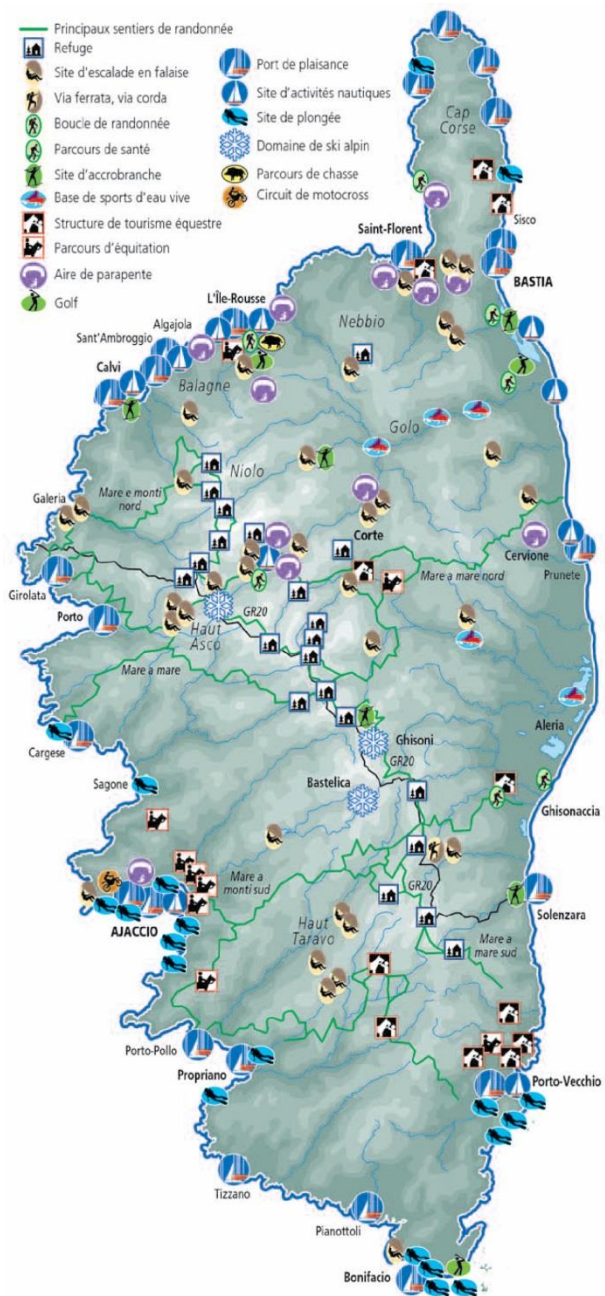 Principaux sentiers de randonnée
Refuge
Site d'escalade en falaise
Via ferrata, via corda
Boucle de randonnée
Parcours de santé
Site d'accrobranche
Base de sports d'eau vive
Structure de tourisme équestre
Parcours d'équitation
Aire de parapente
Golf
Port de plaisance
Site d'activités nautiques
Site de plongée
Domaine de ski alpin
Parcours de chasse
Circuit de motocross
Cap
Corse
Sisco
Saint-Florent
BASTIA
L'Île-Rousse
Nebbio
Algajola
Sant'Ambroggio
Calvi
Balagne
Golo
Niolo
Galeria
Mare e monti
nord
Corte
Cervione
Prunete
Mare a mare nord
Girolata
Porto
GR20
Haut
Asco
Mare a mare
Cargese
Aleria
Ghisoni
GR20
Sagone
Bastelica
Ghisonaccia
Mare a
monti sud
GR20
Solenzara
AJACCIO
Haut
Taravo
Mare a
mare sud
Porto-Pollo
Propriano
Porto-Vecchio
Tizzano
Pianottoli
Bonifacio